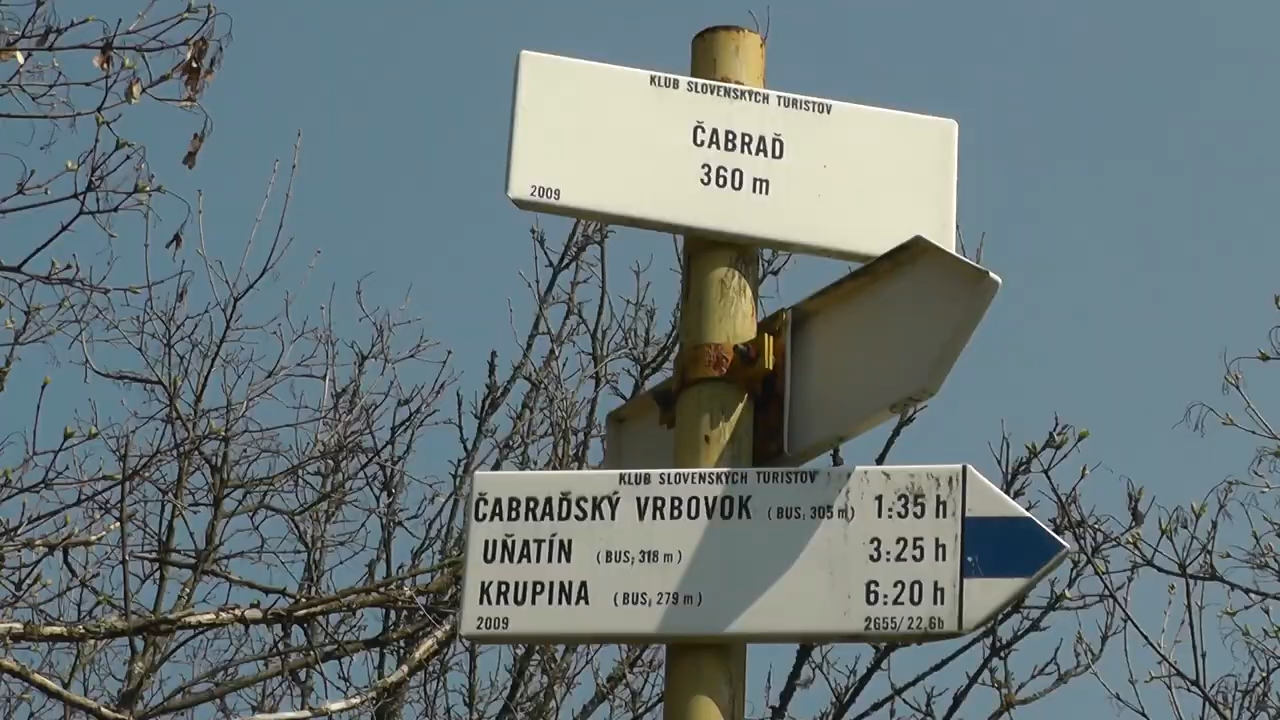 KLUB SLOVENSKÝCH TURISTOV
ČABRAĎ
360 m
2009
KLUB SLOVENSKÝCH TURISTOV
ČABRAĎSKÝ VRBOVOK (BUS, 305 m) 1:35 h
UŇATÍN (BUS, 318 m) 3:25 h
KRUPINA (BUS, 279 m) 6:20 h
2009 2655/22,6b